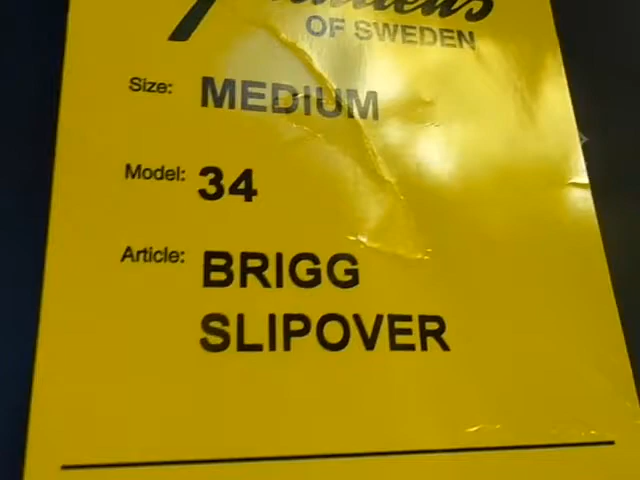 OF SWEDEN
Size: MEDIUM
Model: 34
Article: BRIGG
SLIPOVER